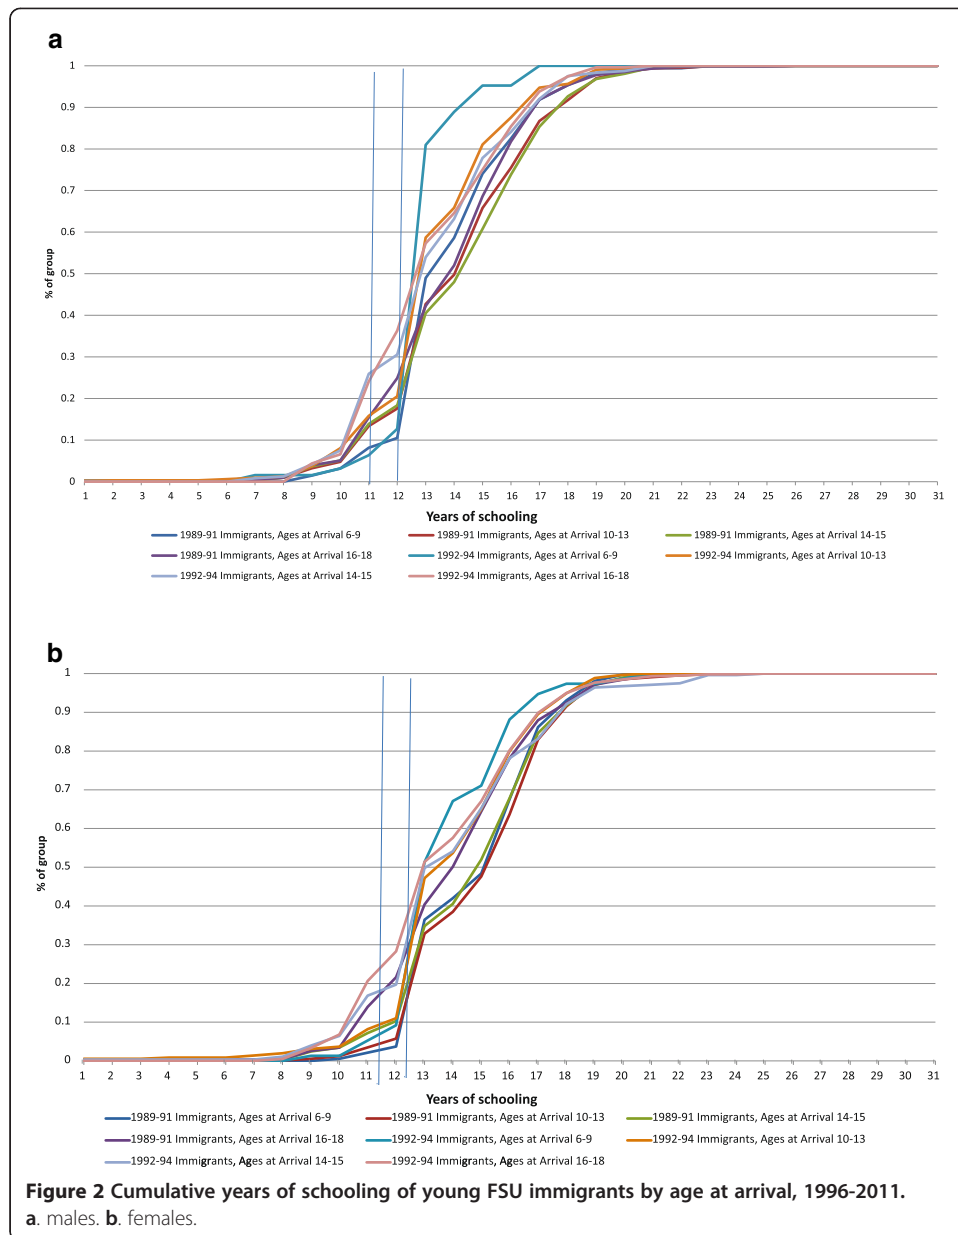 a
1
0.9
0.8
0.7
0.6
0.5
0.4
0.3
0.2
0.1
0
% of group
1 2 3 4 5 6 7 8 9 10 11 12 13 14 15 16 17 18 19 20 21 22 23 24 25 26 27 28 29 30 31
Years of schooling
1989-91 Immigrants, Ages at Arrival 6-9 1989-91 Immigrants, Ages at Arrival 10-13 1989-91 Immigrants, Ages at Arrival 14-15
1989-91 Immigrants, Ages at Arrival 16-18 1992-94 Immigrants, Ages at Arrival 6-9 1992-94 Immigrants, Ages at Arrival 10-13
1992-94 Immigrants, Ages at Arrival 14-15 1992-94 Immigrants, Ages at Arrival 16-18
b
1
0.9
0.8
0.7
0.6
0.5
0.4
0.3
0.2
0.1
0
% of group
1 2 3 4 5 6 7 8 9 10 11 12 13 14 15 16 17 18 19 20 21 22 23 24 25 26 27 28 29 30 31
Years of schooling
1989-91 Immigrants, Ages at Arrival 6-9 1989-91 Immigrants, Ages at Arrival 10-13 1989-91 Immigrants, Ages at Arrival 14-15
1989-91 Immigrants, Ages at Arrival 16-18 1992-94 Immigrants, Ages at Arrival 6-9 1992-94 Immigrants, Ages at Arrival 10-13
1992-94 Immigrants, Ages at Arrival 14-15 1992-94 Immigrants, Ages at Arrival 16-18
Figure 2 Cumulative years of schooling of young FSU immigrants by age at arrival, 1996-2011.
a. males. b. females.